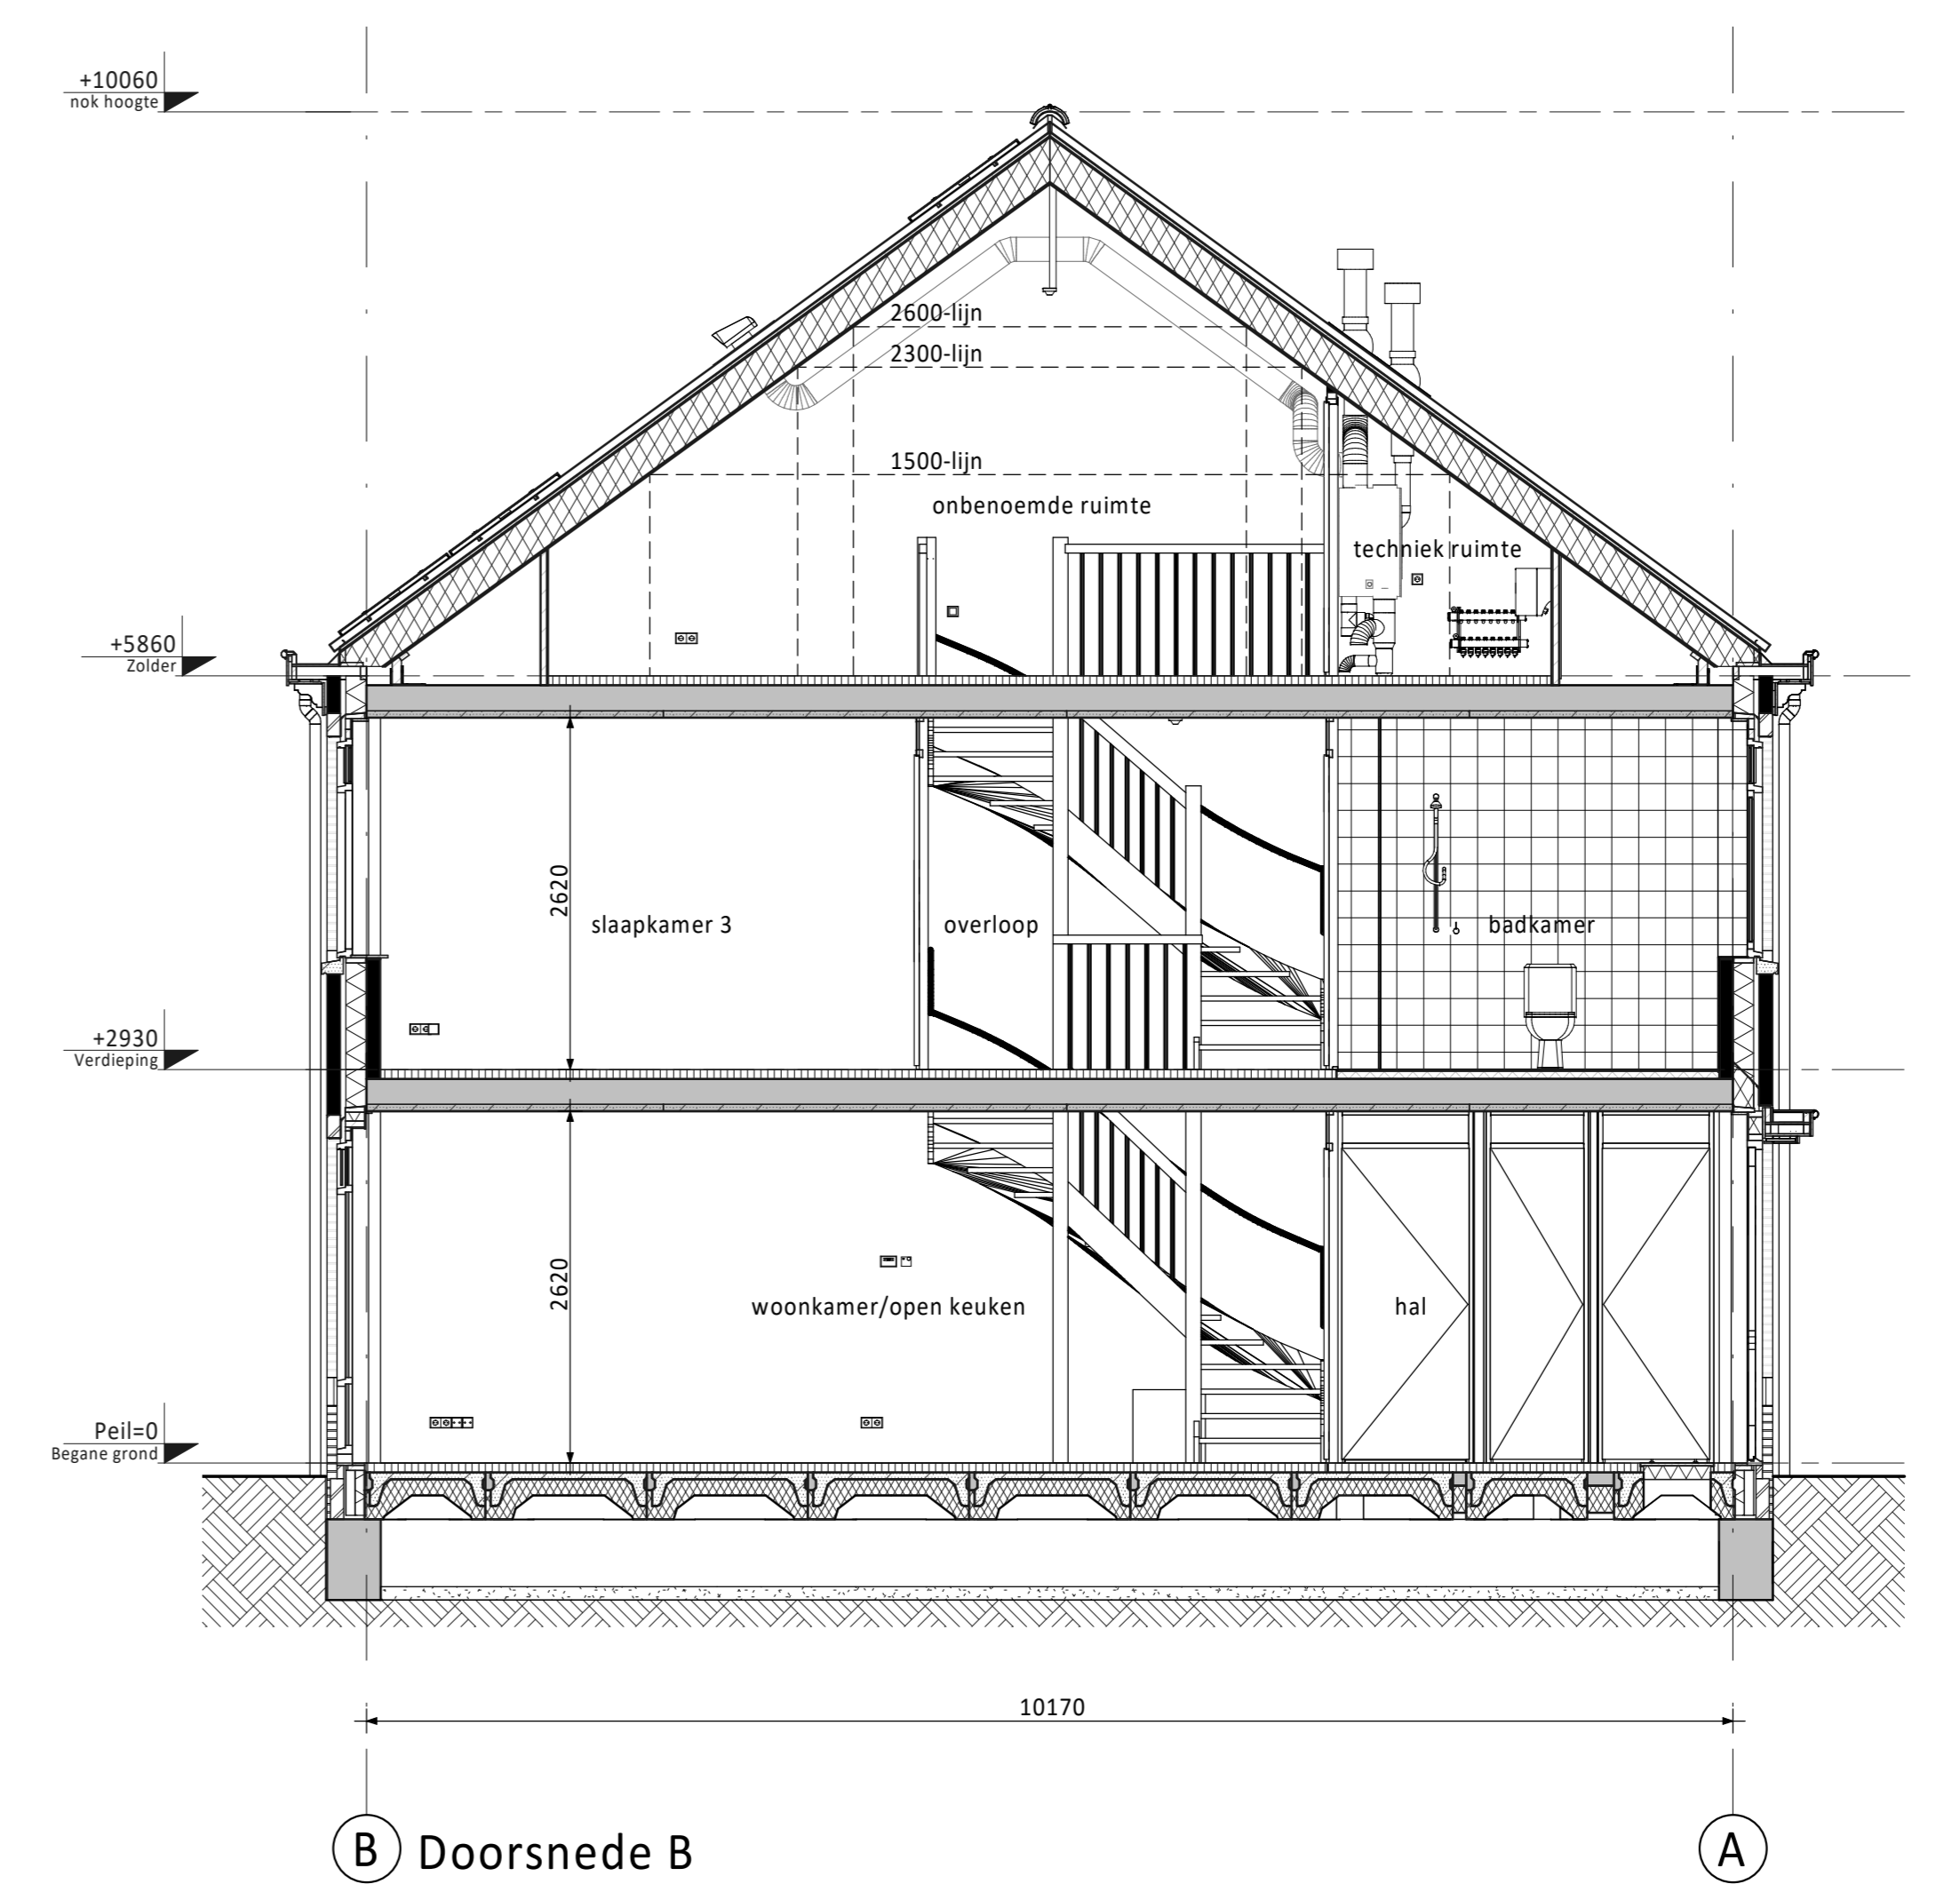 +10060
nok hoogte
2600-lijn
2300-lijn
1500-lijn
onbenoemde ruimte
techniek ruimte
+5860
Zolder
2620
slaapkamer 3
overloop
badkamer
+2930
Verdieping
2620
woonkamer/open keuken
hal
Peil=0
Begane grond
10170
B
Doorsnede B
A